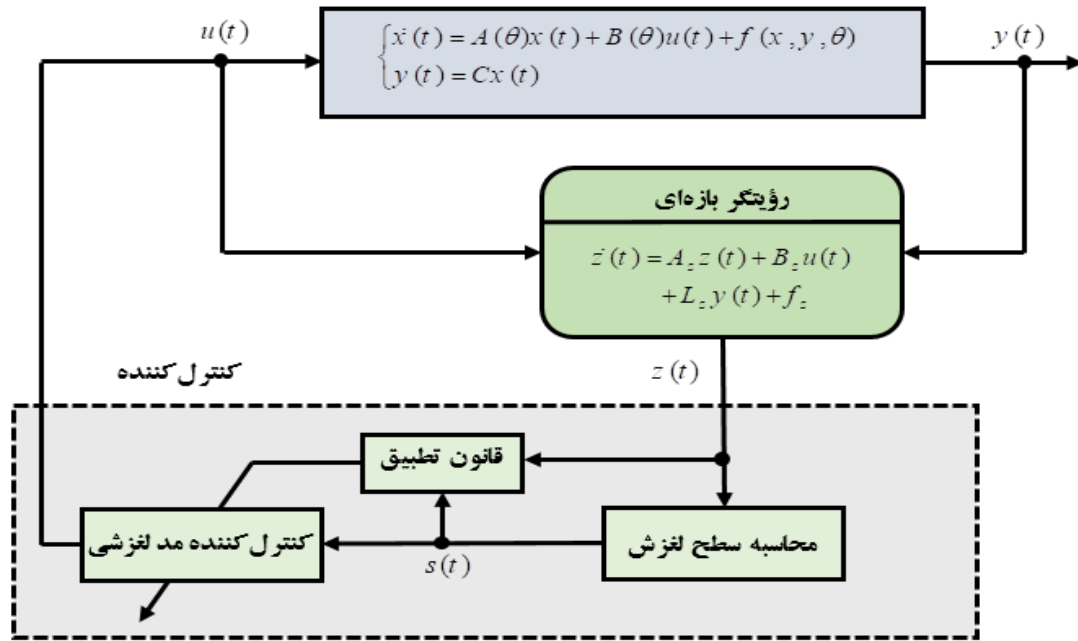 u(t)
ẋ(t) = A(θ)x(t) + B(θ)u(t) + f(x, y, θ)
y(t) = Cx(t)
y(t)
رؤیتگر بازه‌ای
ż(t) = A_z z(t) + B_z u(t)
+ L_z y(t) + f_z
z(t)
کنترل‌کننده
قانون تطبیق
کنترل‌کننده مد لغزشی
s(t)
محاسبه سطح لغزش